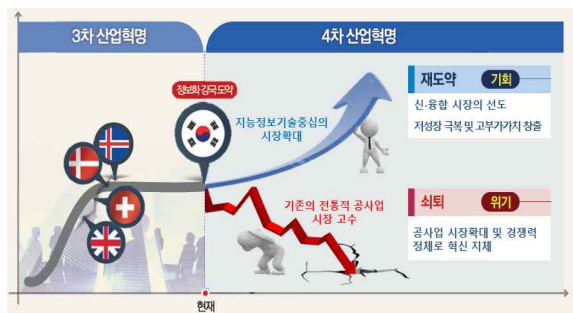 3차 산업혁명
4차 산업혁명
정보화 강국 도약
지능정보기술중심의
시장확대
재도약 기회
신·융합 시장의 선도
저성장 극복 및 고부가가치 창출
기존의 전통적 공사업
시장 고수
쇠퇴 위기
공사업 시장확대 및 경쟁력
정체로 혁신 지체
현재